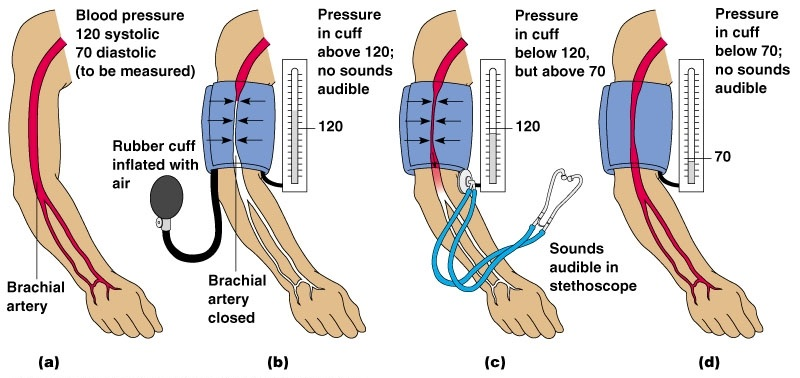 Blood pressure
120 systolic
70 diastolic
(to be measured)
Brachial
artery
(a)
Pressure
in cuff
above 120;
no sounds
audible
120
Rubber cuff
inflated with
air
Brachial
artery
closed
(b)
Pressure
in cuff
below 120,
but above 70
120
Sounds
audible in
stethoscope
(c)
Pressure
in cuff
below 70;
no sounds
audible
70
(d)